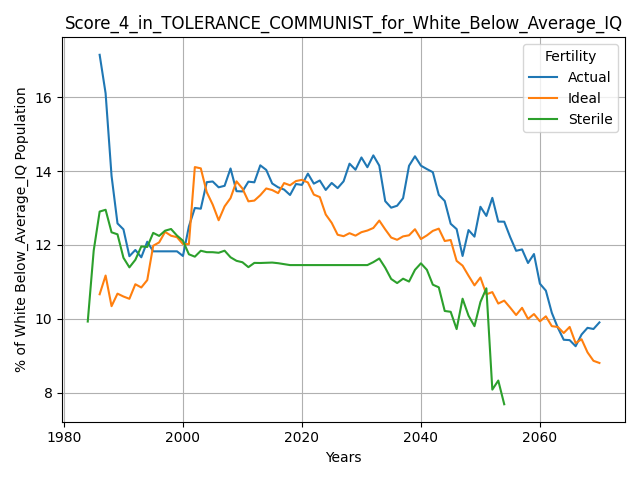 Score_4_in_TOLERANCE_COMMUNIST_for_White_Below_Average_IQ
% of White Below_Average_IQ Population
16
14
12
10
8
Fertility
Actual
Ideal
Sterile
1980
2000
2020
2040
2060
Years